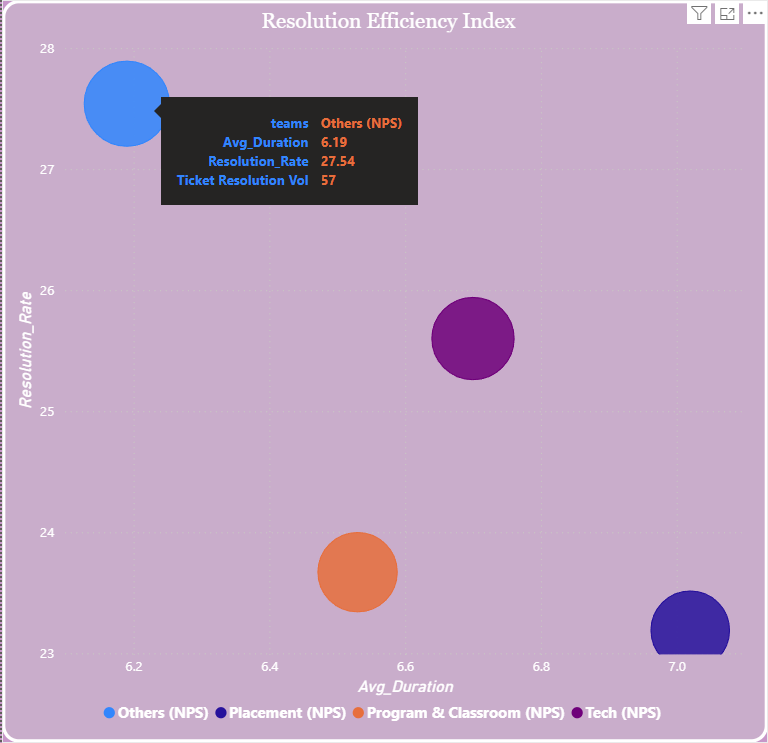 Resolution Efficiency Index
28
teams Others (NPS)
Avg_Duration 6.19
Resolution_Rate 27.54
Ticket Resolution Vol 57
27
26
Resolution_Rate
25
24
23
6.2 6.4 6.6 6.8 7.0
Avg_Duration
Others (NPS) Placement (NPS) Program & Classroom (NPS) Tech (NPS)